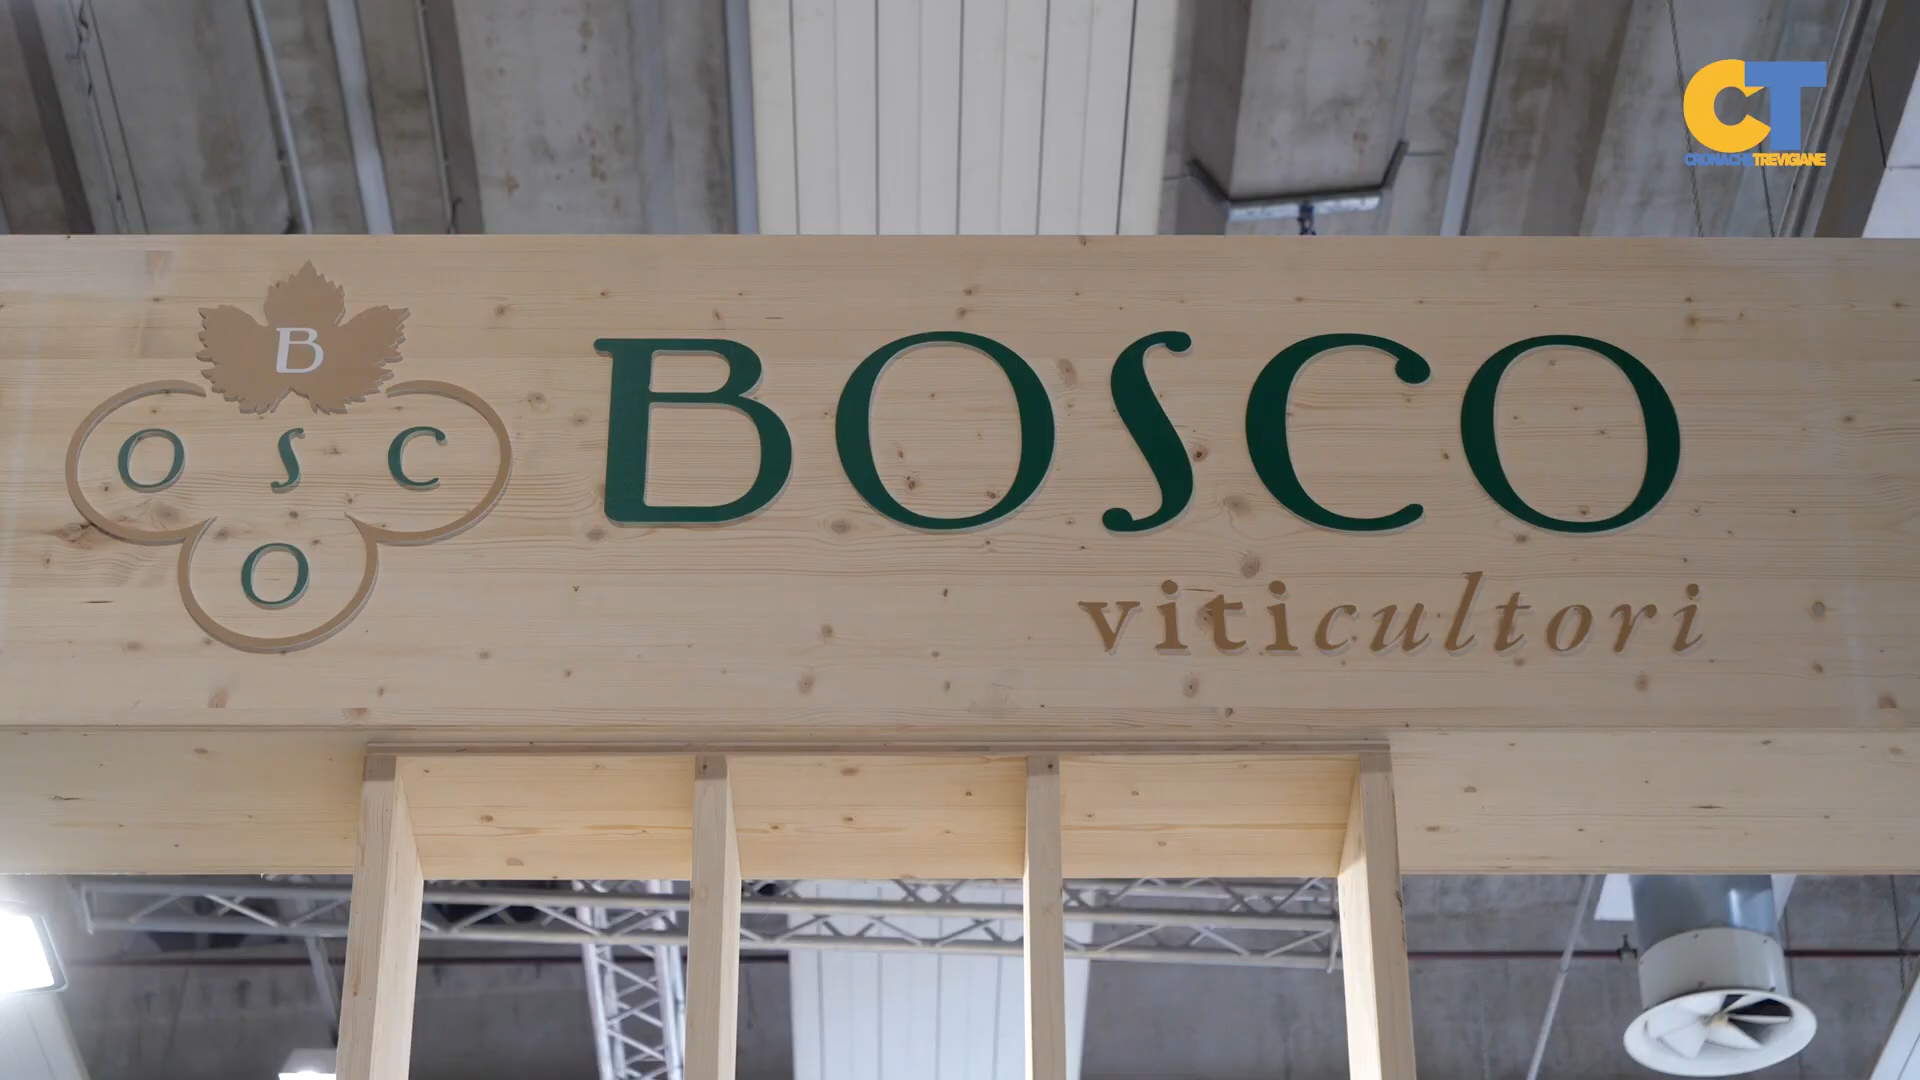 CT
CRONACHE TREVIGIANE
B
O S C
O
BOSCO
viticultori